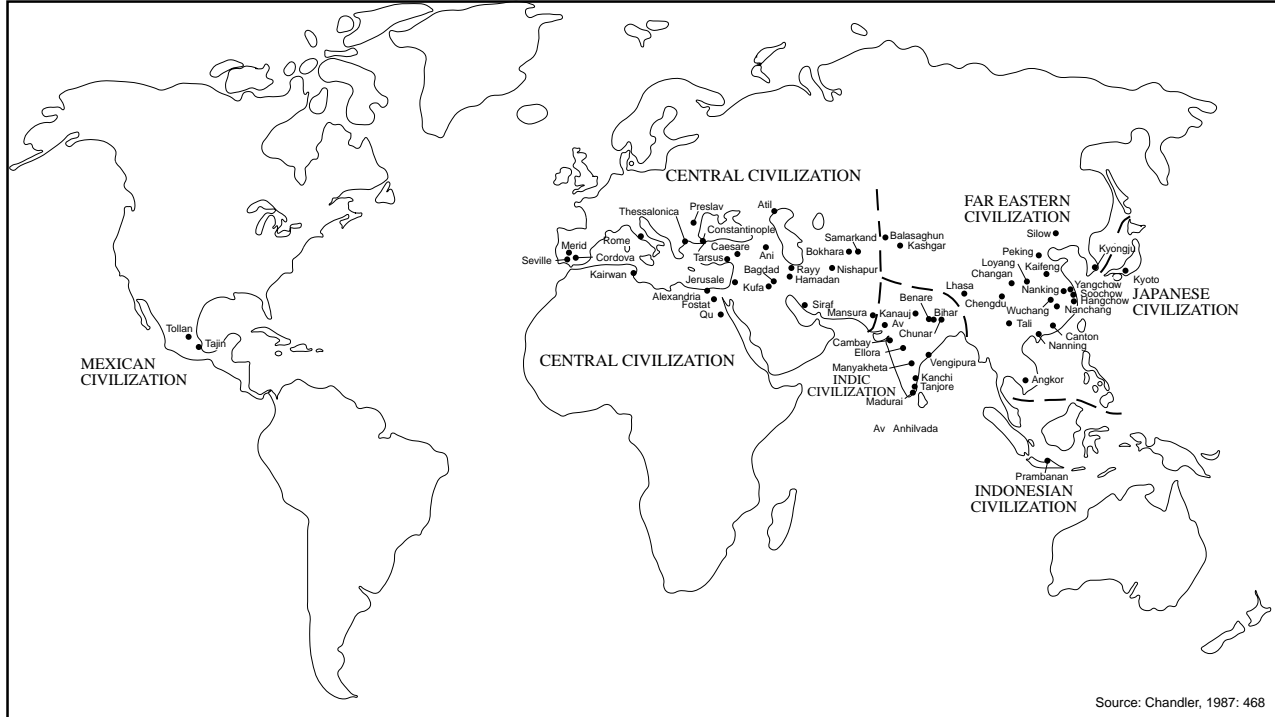 CENTRAL CIVILIZATION
Atil
Preslav
Thessalonica
Constantinople
Rome
Merid
Seville
Cordova
Kairwan
Caesare
Tarsus
Ani
Samarkand
Bokhara
Balasaghun
Kashgar
FAR EASTERN
CIVILIZATION
Silow
Peking
Kyongju
Loyang
Kaifeng
Changan
Kyoto
JAPANESE
CIVILIZATION
Jerusale
Bagdad
Rayy
Nishapur
Hamadan
Kufa
Alexandria
Fostat
Qu
Siraf
Lhasa
Benare
Chengdu
Nanking
Yangchow
Soochow
Hangchow
Wuchang
Nanchang
Mansura
Kanauj
Bihar
Av
Chunar
Tali
Canton
Nanning
Cambay
Ellora
Vengipura
Manyakheta
INDIC
CIVILIZATION
Kanchi
Tanjore
Madurai
Angkor
Tollan
Tajin
MEXICAN
CIVILIZATION
CENTRAL CIVILIZATION
Av Anhilvada
Prambanan
INDONESIAN
CIVILIZATION
Source: Chandler, 1987: 468